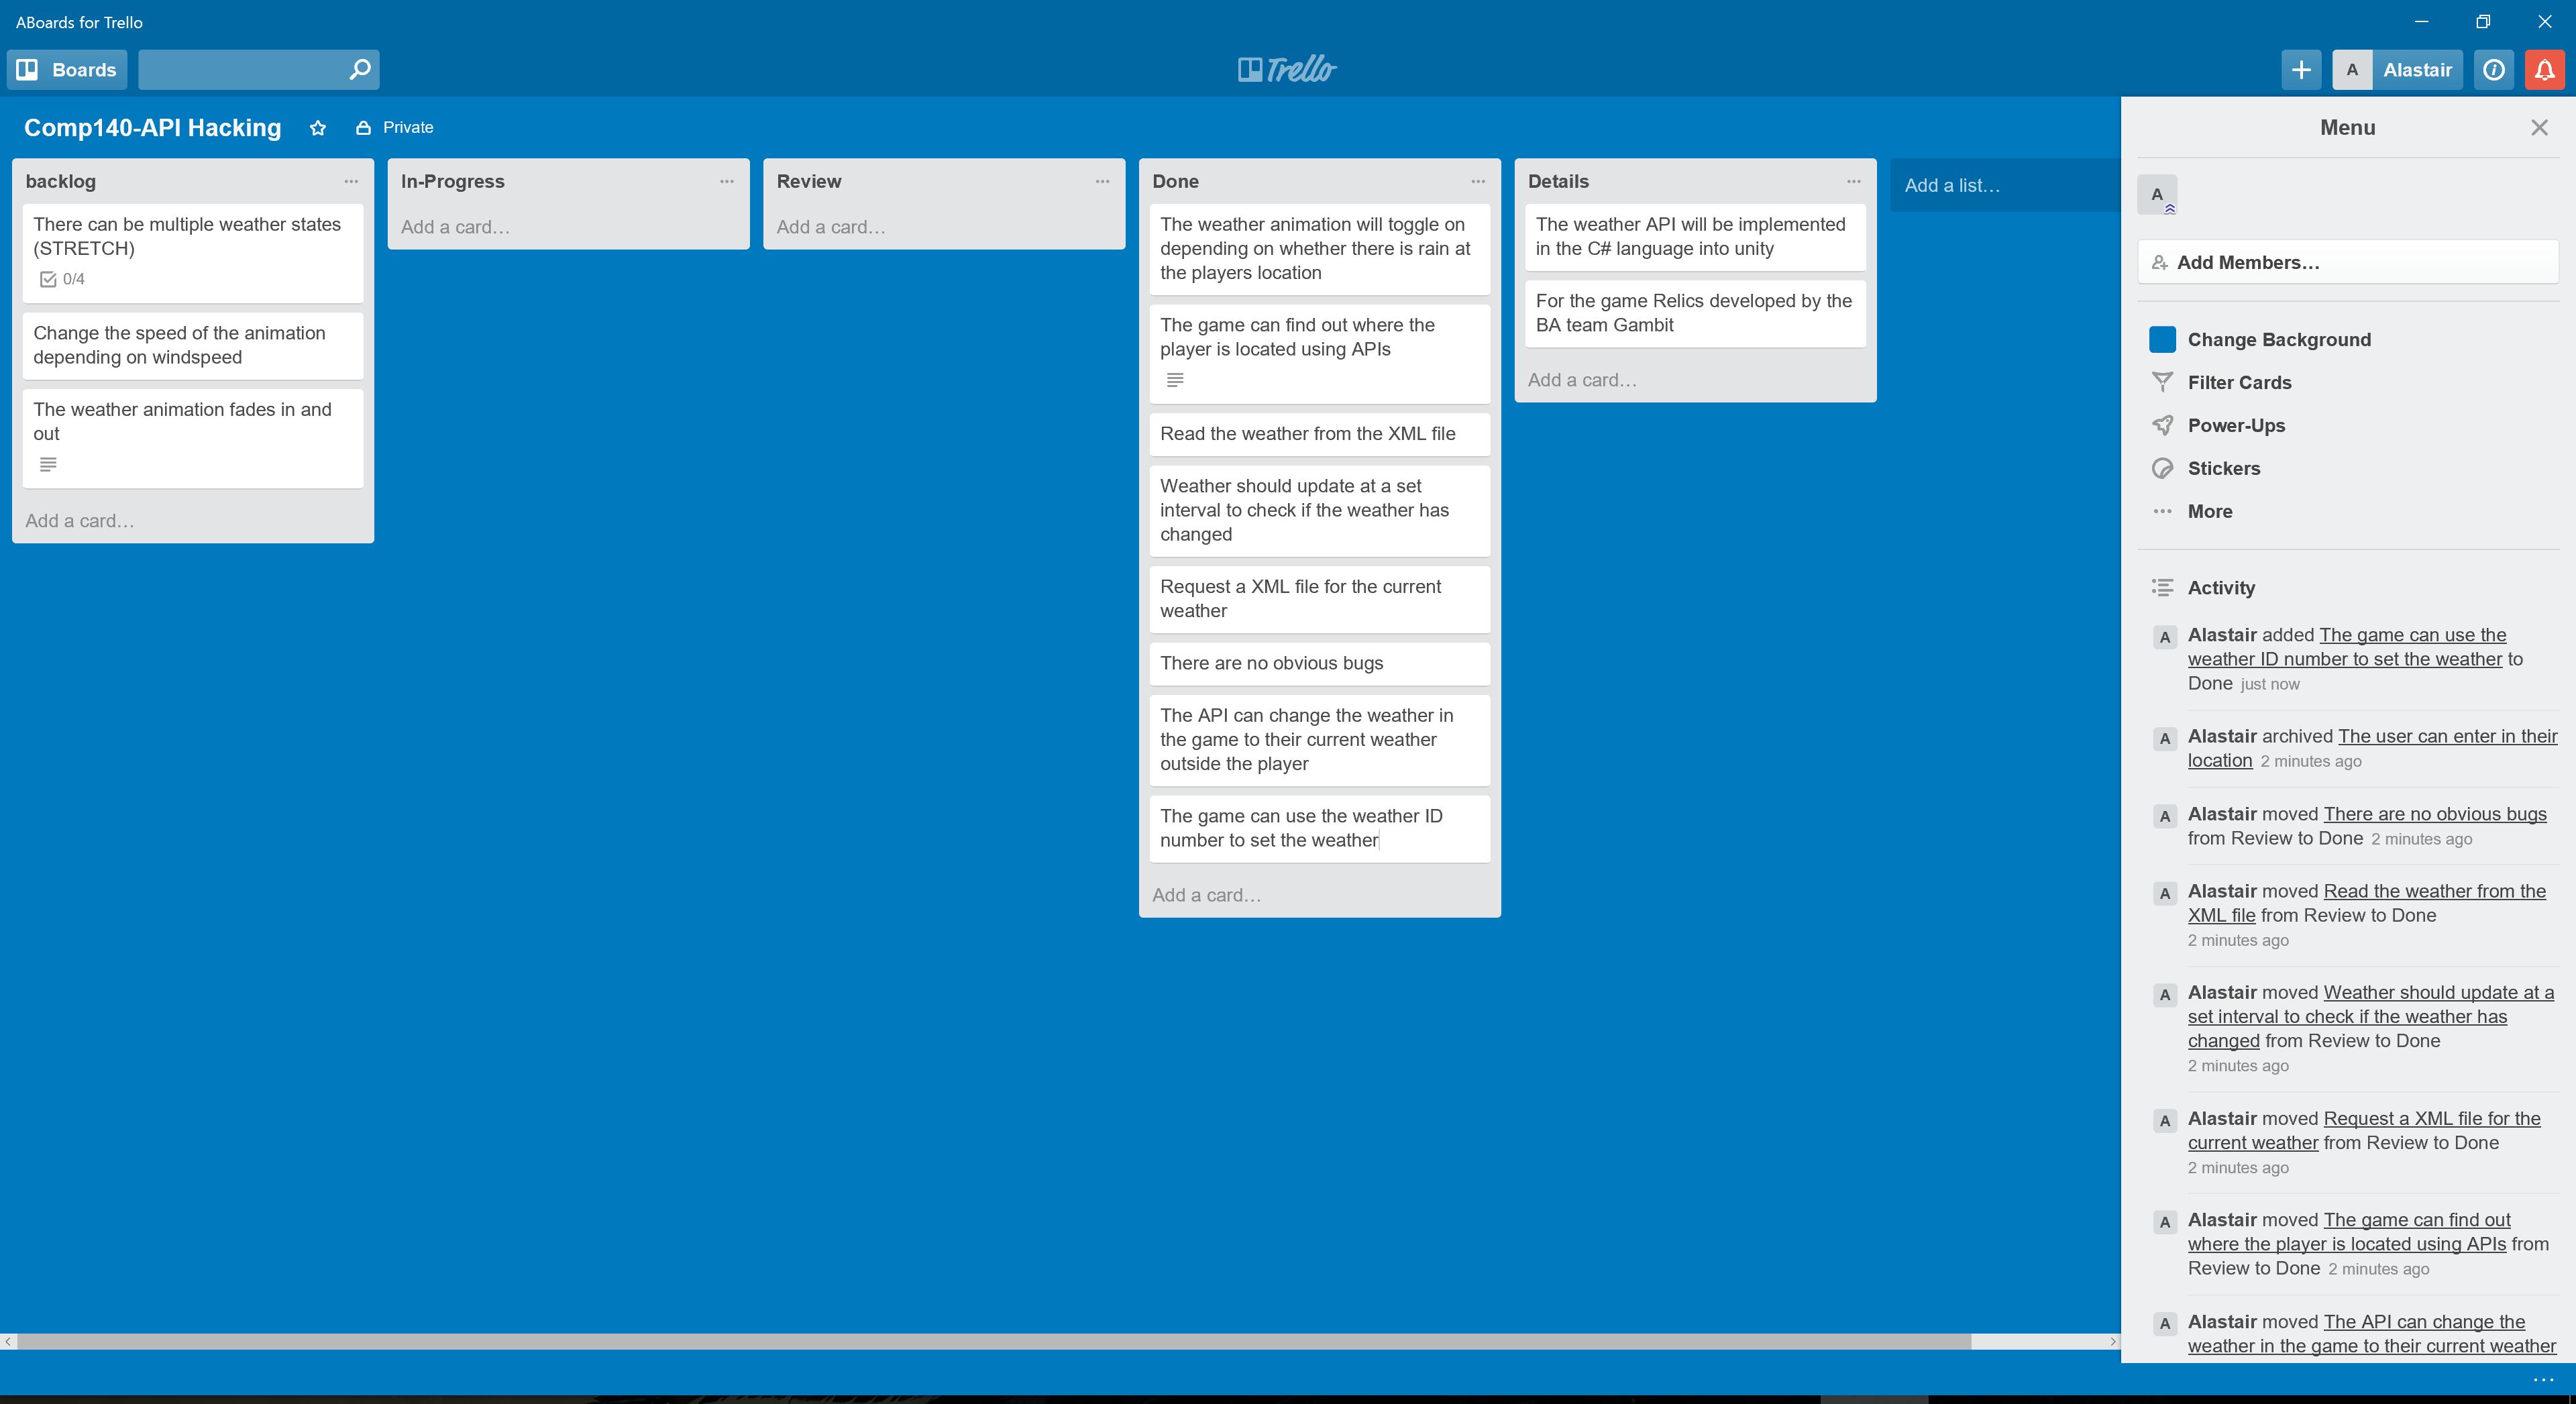 ABoards for Trello
Boards
Trello
A
Alastair
Comp140-API Hacking
Private
backlog
There can be multiple weather states
(STRETCH)
0/4
Change the speed of the animation
depending on windspeed
The weather animation fades in and
out
Add a card…
In-Progress
Add a card…
Review
Add a card…
Done
The weather animation will toggle on
depending on whether there is rain at
the players location
The game can find out where the
player is located using APIs
Read the weather from the XML file
Weather should update at a set
interval to check if the weather has
changed
Request a XML file for the current
weather
There are no obvious bugs
The API can change the weather in
the game to their current weather
outside the player
The game can use the weather ID
number to set the weather
Add a card…
Details
The weather API will be implemented
in the C# language into unity
For the game Relics developed by the
BA team Gambit
Add a card…
Add a list…
Menu
A
Add Members…
Change Background
Filter Cards
Power-Ups
Stickers
More
Activity
A
Alastair added The game can use the
weather ID number to set the weather to
Done just now
A
Alastair archived The user can enter in their
location 2 minutes ago
A
Alastair moved There are no obvious bugs
from Review to Done 2 minutes ago
A
Alastair moved Read the weather from the
XML file from Review to Done
2 minutes ago
A
Alastair moved Weather should update at a
set interval to check if the weather has
changed from Review to Done
2 minutes ago
A
Alastair moved Request a XML file for the
current weather from Review to Done
2 minutes ago
A
Alastair moved The game can find out
where the player is located using APIs from
Review to Done 2 minutes ago
A
Alastair moved The API can change the
weather in the game to their current weather